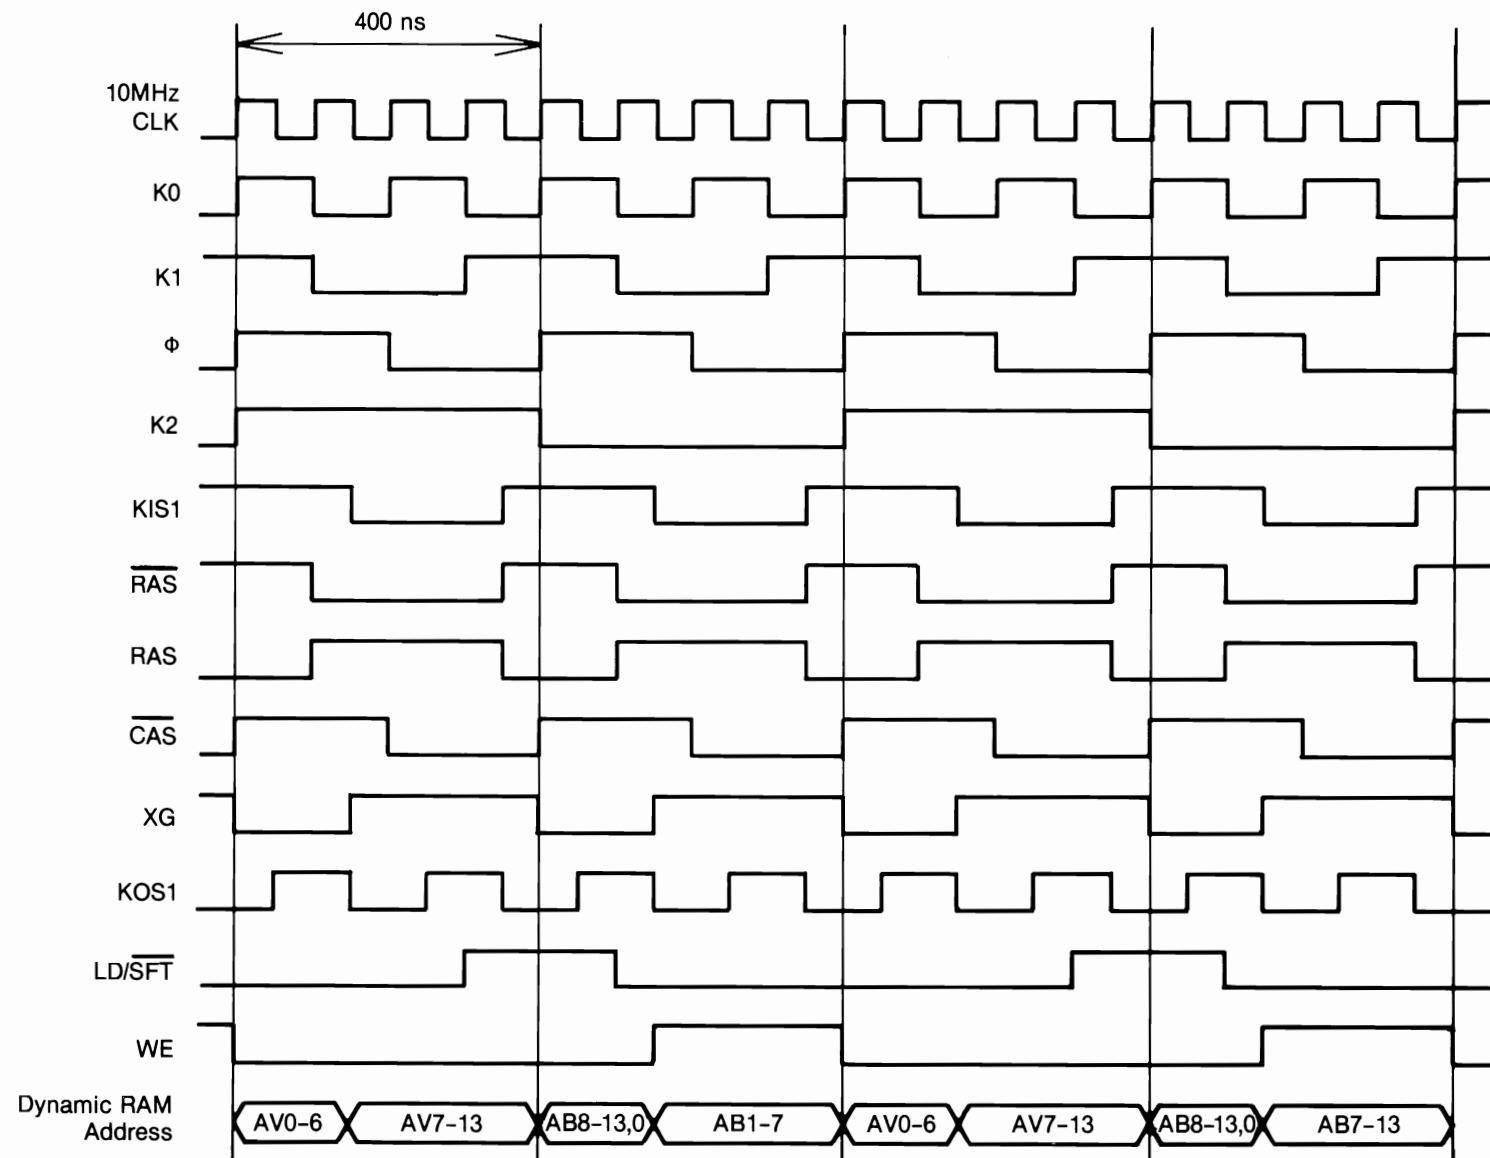 400 ns
10MHz
CLK
K0
K1
Φ
K2
KIS1
RAS
RAS
CAS
XG
KOS1
LD/SFT
WE
Dynamic RAM
Address
AV0-6 AV7-13 AB8-13,0 AB1-7 AV0-6 AV7-13 AB8-13,0 AB7-13